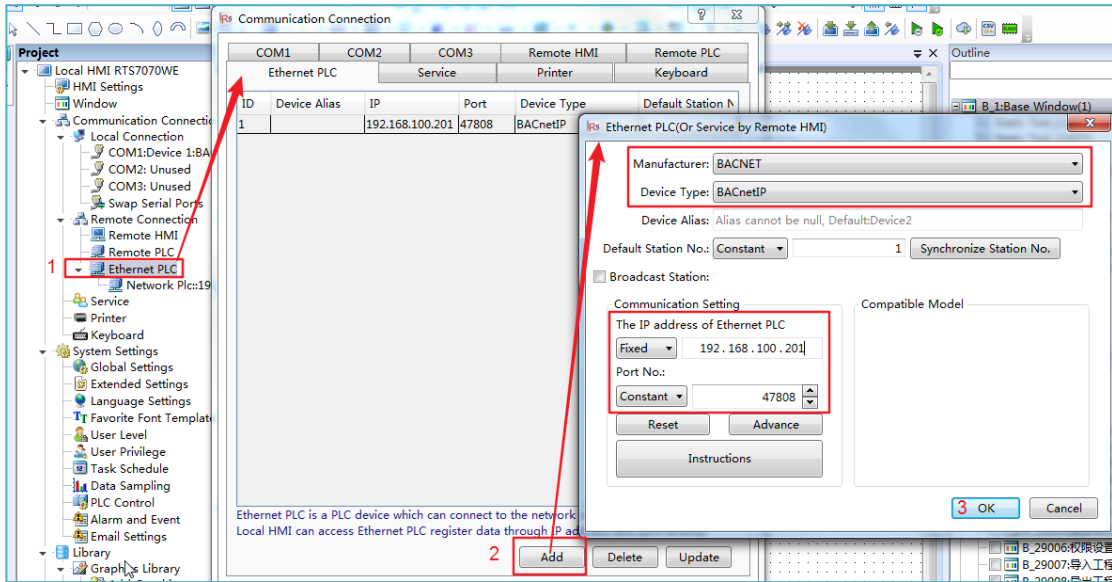 Rs Communication Connection
Project
Outline
Local HMI RTS7070WE
HMI Settings
Window
Communication Connectio
Local Connection
COM1:Device 1:BA
COM2: Unused
COM3: Unused
Swap Serial Ports
Remote Connection
Remote HMI
Remote PLC
1
Ethernet PLC
Network Plc::19
Service
Printer
Keyboard
System Settings
Global Settings
Extended Settings
Language Settings
Favorite Font Templat
User Level
User Privilege
Task Schedule
Data Sampling
PLC Control
Alarm and Event
Email Settings
Library
Graphics Library
COM1 COM2 COM3 Remote HMI Remote PLC
Ethernet PLC Service Printer Keyboard
ID Device Alias IP Port Device Type Default Station N
1 192.168.100.201 47808 BACnetIP
Ethernet PLC is a PLC device which can connect to the network
Local HMI can access Ethernet PLC register data through IP ad
2 Add Delete Update
Rs Ethernet PLC(Or Service by Remote HMI)
Manufacturer: BACNET
Device Type: BACnetIP
Device Alias: Alias cannot be null, Default:Device2
Default Station No.: Constant 1 Synchronize Station No.
Broadcast Station:
Communication Setting
Compatible Model
The IP address of Ethernet PLC
Fixed 192.168.100.201
Port No.:
Constant 47808
Reset Advance
Instructions
3 OK Cancel
B_1:Base Window(1)
B_29006:权限设置
B_29007:导入工程